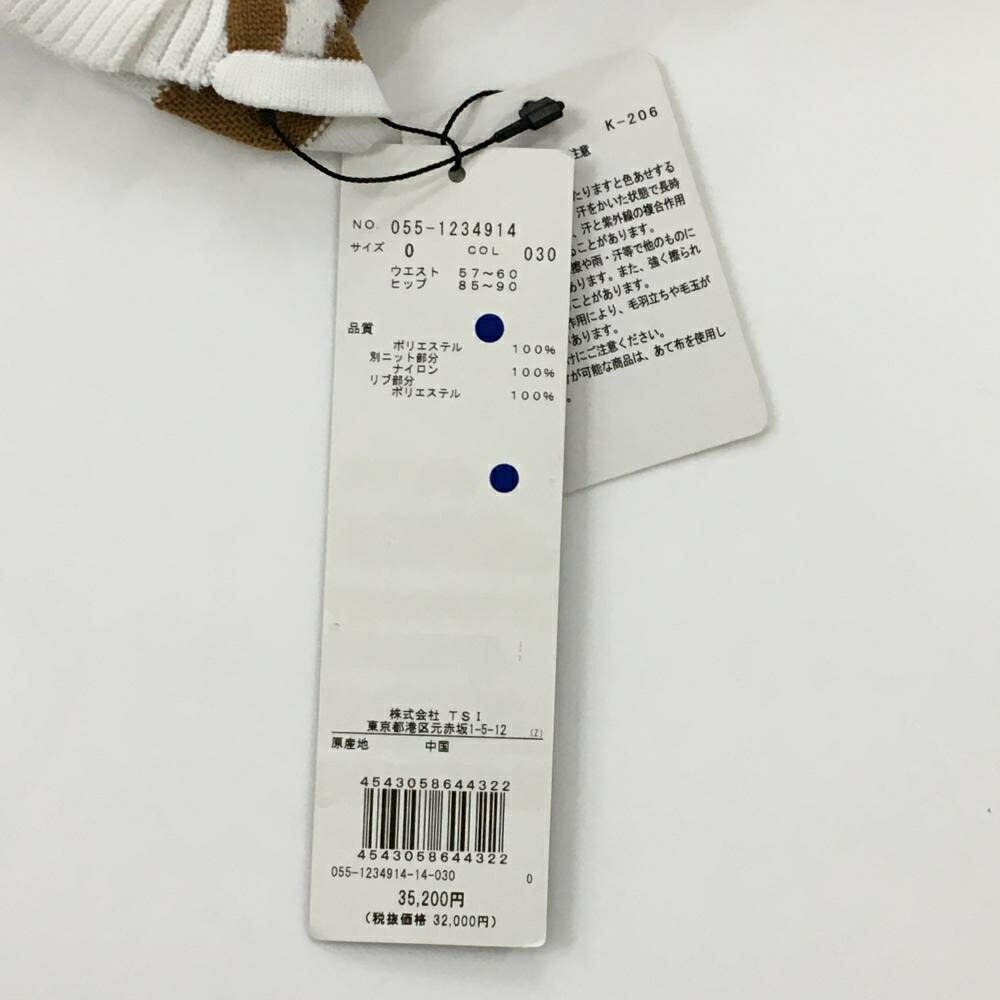 NO. 055-1234914
サイズ 0 COL 030
ウエスト 57～60
ヒップ 85～90
品質
ポリエステル 100%
別ニット部分
ナイロン 100%
リブ部分
ポリエステル 100%
株式会社 TSI
東京都港区元赤坂1-5-12 (Z)
原産地 中国
4543058644322
4543058644322
055-1234914-14-030 0
35,200円
(税抜価格 32,000円)
K-206
注意
たりますと色あせする
汗をかいた状態で長時
、汗と紫外線の複合作用
ことがあります。
擦や雨・汗等で他のものに
あります。また、強く擦られ
ことがあります。
作用により、毛羽立ちや毛玉が
あります。
けにご注意ください。
が可能な商品は、あて布を使用し
。